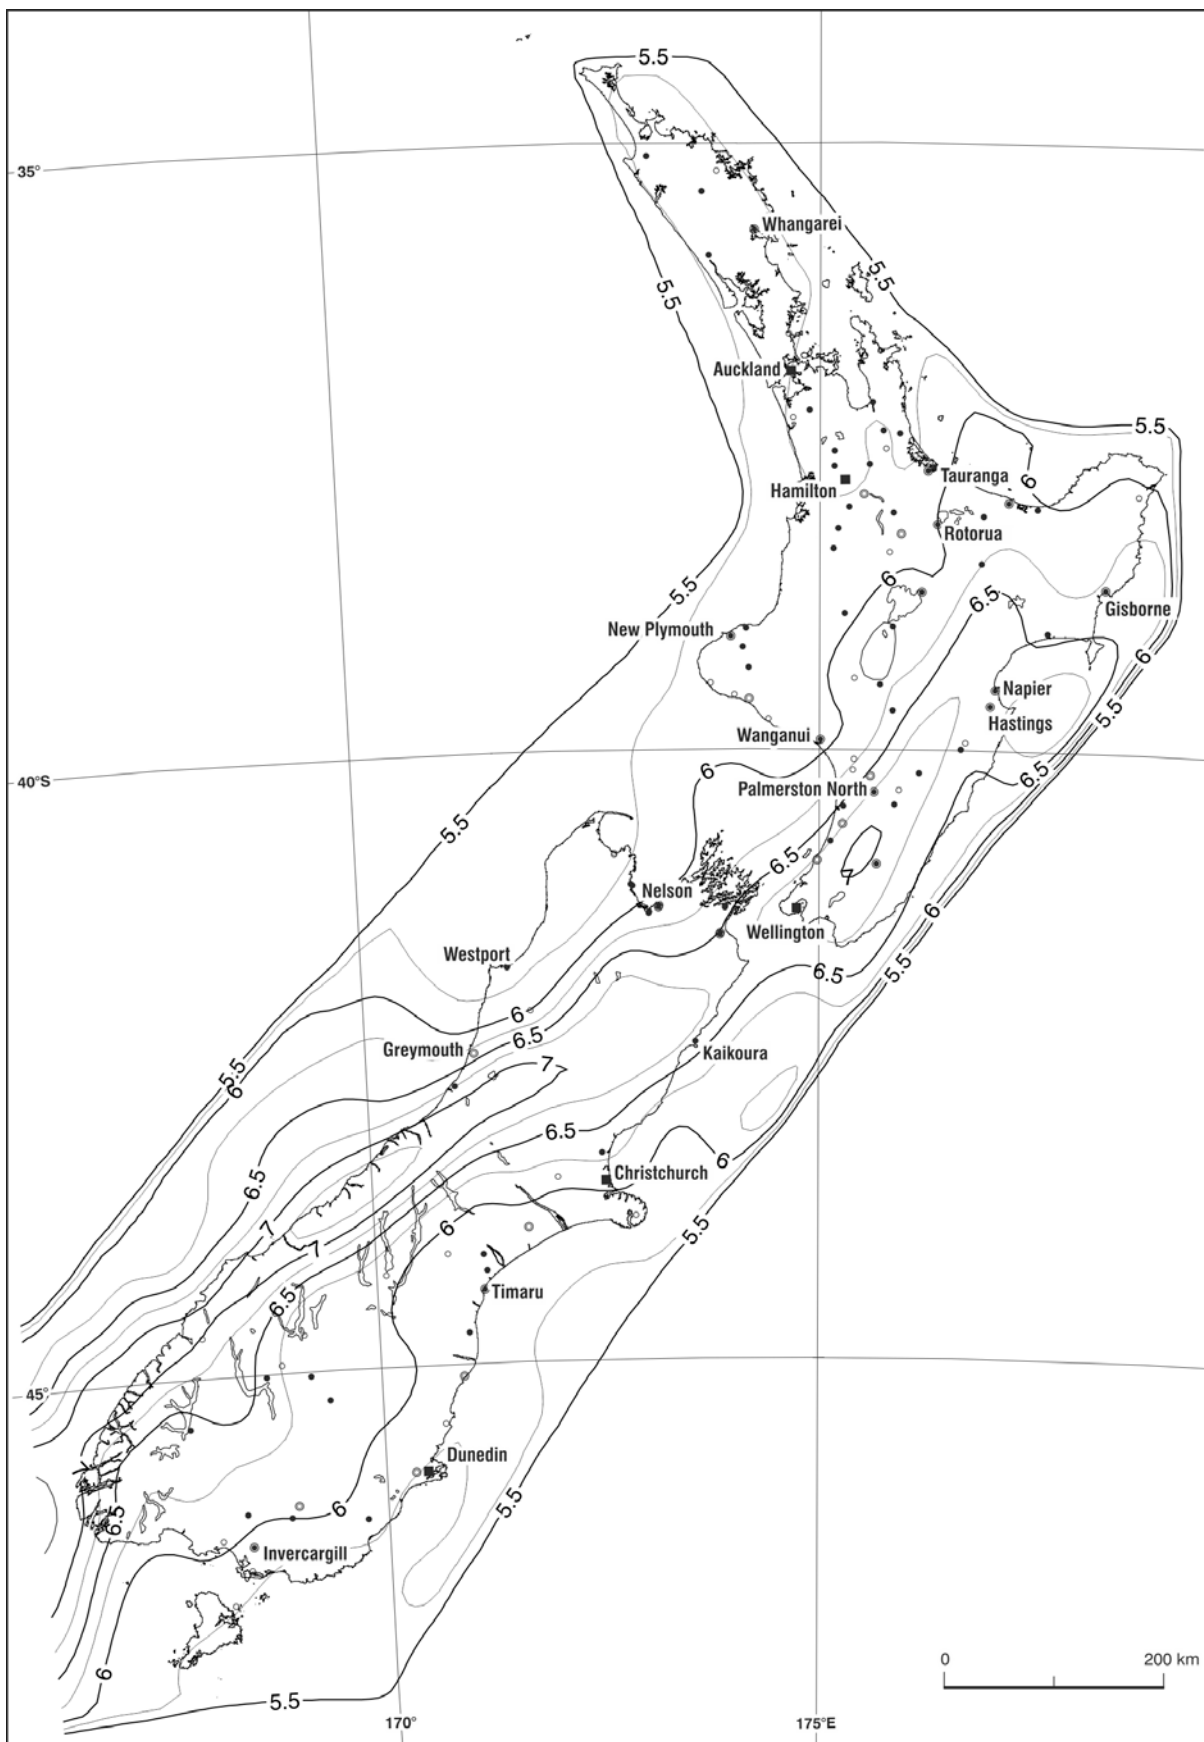 5.5
35°
Whangarei
5.5
5.5
Auckland
5.5
Tauranga
6
Hamilton
Rotorua
6
5.5
6.5
Gisborne
New Plymouth
6
Napier
5.5
Hastings
Wanganui
6
6.5
40°S
Palmerston North
5.5
6.5
7
Nelson
6
Wellington
Westport
5.5
6.5
6
6.5
Greymouth
Kaikoura
7
5.5
6
6.5
6
Christchurch
6.5
7
6
5.5
7
6.5
Timaru
45°
Dunedin
5.5
6
6.5
Invercargill
0
200 km
6
5.5
170°
175°E